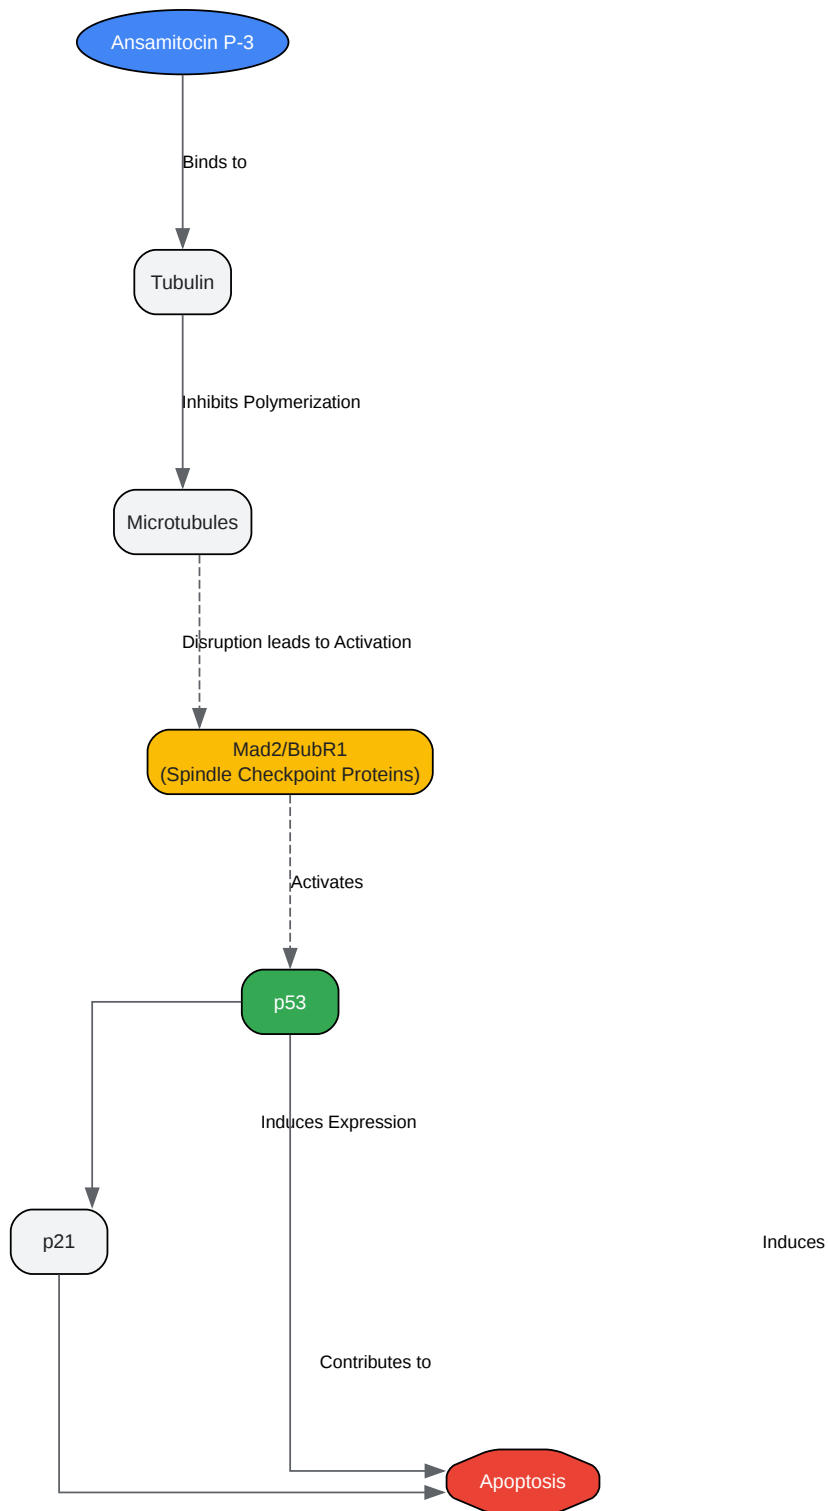 Ansamitocin P-3
Binds to
Tubulin
Inhibits Polymerization
Microtubules
Disruption leads to Activation
Mad2/BubR1
(Spindle Checkpoint Proteins)
Activates
p53
Induces Expression
p21
Induces
Contributes to
Apoptosis